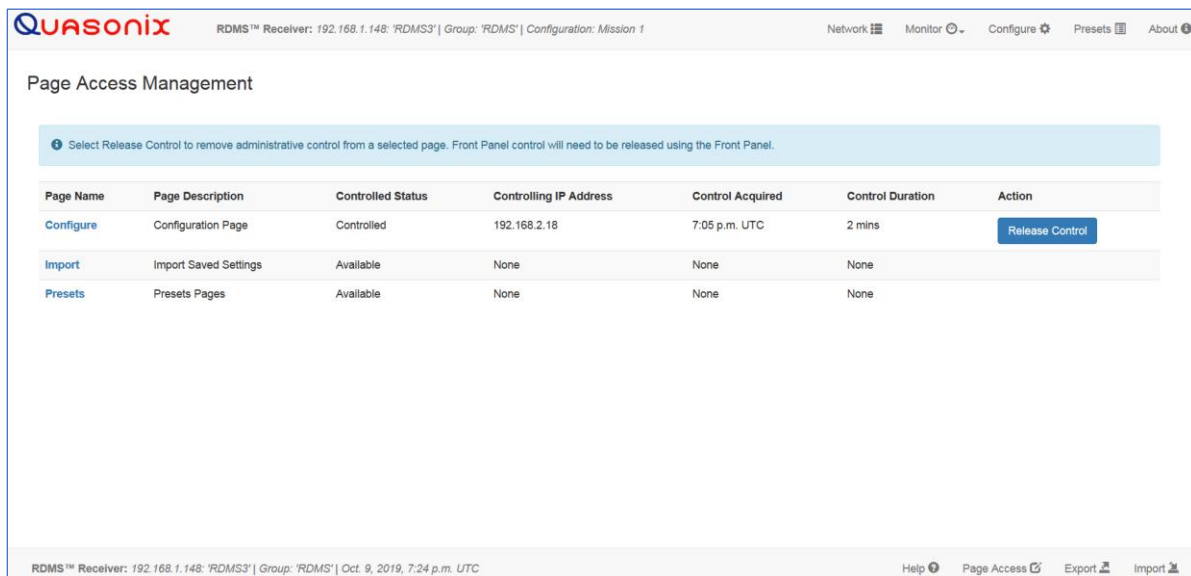 Quasonix RDMS™ Receiver: 192.168.1.148: 'RDMS3' | Group: 'RDMS' | Configuration: Mission 1 Network Monitor Configure Presets About
Page Access Management
Select Release Control to remove administrative control from a selected page. Front Panel control will need to be released using the Front Panel.
Page Name Page Description Controlled Status Controlling IP Address Control Acquired Control Duration Action
Configure Configuration Page Controlled 192.168.2.18 7:05 p.m. UTC 2 mins Release Control
Import Import Saved Settings Available None None None
Presets Presets Pages Available None None None
RDMS™ Receiver: 192.168.1.148: 'RDMS3' | Group: 'RDMS' | Oct. 9, 2019, 7:24 p.m. UTC Help Page Access Export Import